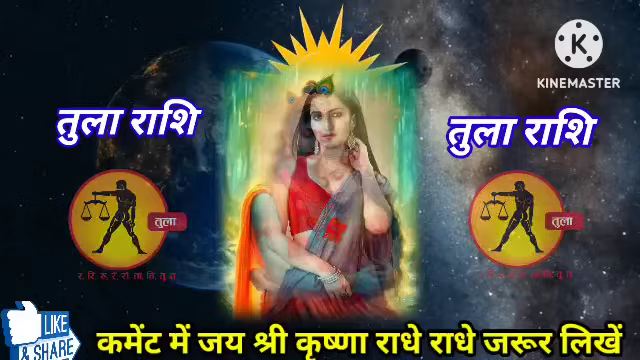 KINEMASTER
तुला राशि
तुला राशि
तुला
तुला
LIKE
& SHARE
कमेंट में जय श्री कृष्णा राधे राधे जरूर लिखें